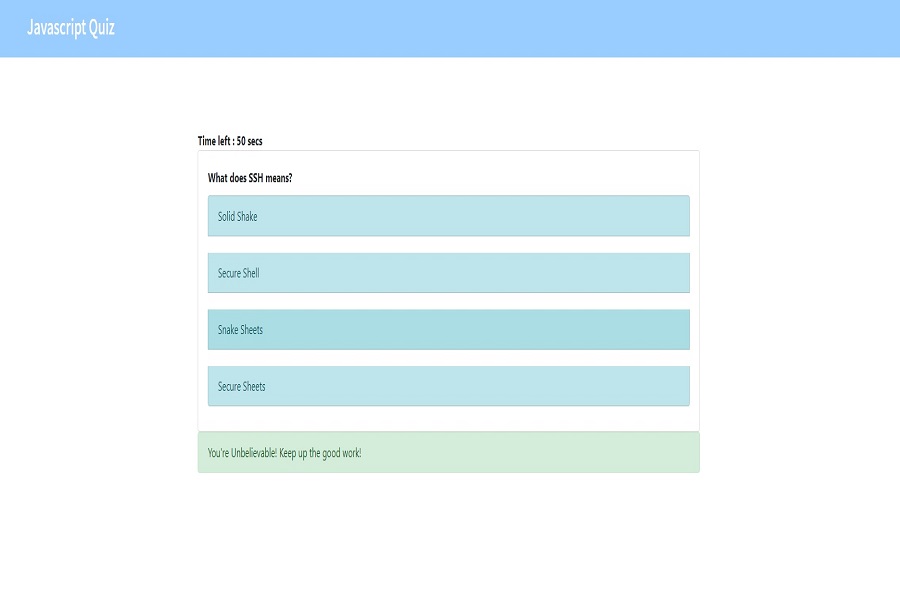 Javascript Quiz
Time left : 50 secs
What does SSH means?
Solid Shake
Secure Shell
Snake Sheets
Secure Sheets
You're Unbelievable! Keep up the good work!